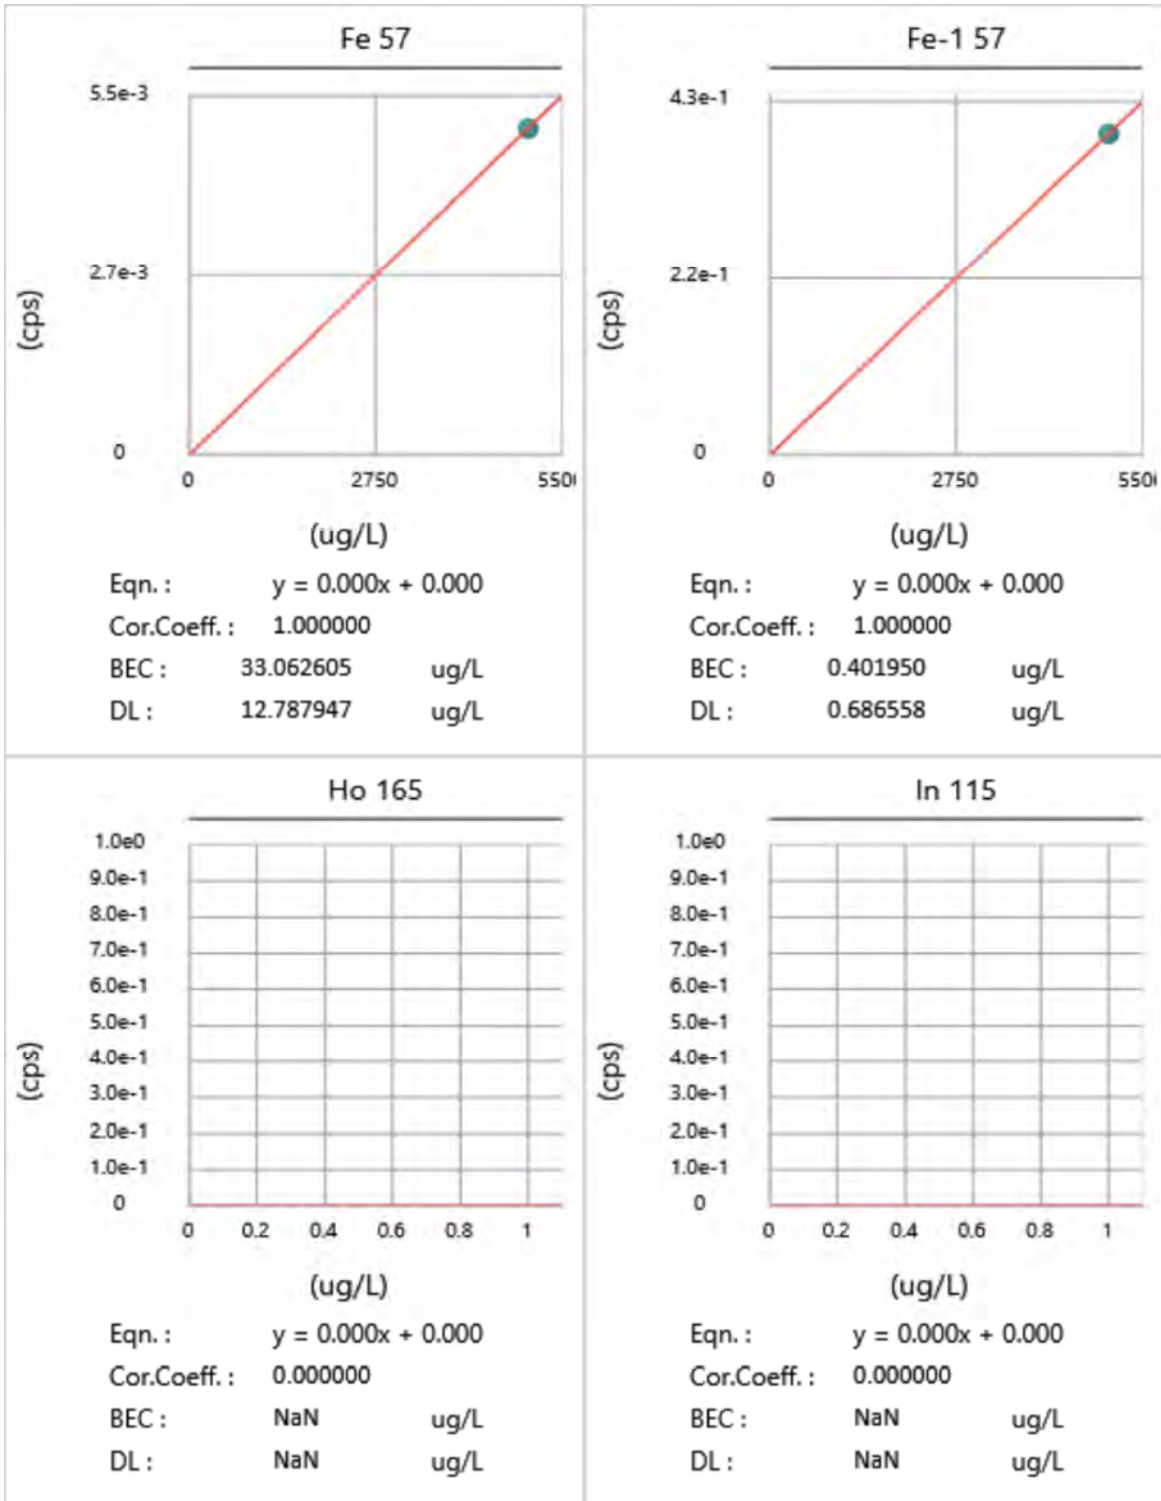 Fe 57
5.5e-3
2.7e-3
0
(cps)
0 2750 550
(ug/L)
Eqn. : y = 0.000x + 0.000
Cor.Coeff. : 1.000000
BEC : 33.062605 ug/L
DL : 12.787947 ug/L
Fe-1 57
4.3e-1
2.2e-1
0
(cps)
0 2750 550
(ug/L)
Eqn. : y = 0.000x + 0.000
Cor.Coeff. : 1.000000
BEC : 0.401950 ug/L
DL : 0.686558 ug/L
Ho 165
1.0e0
9.0e-1
8.0e-1
7.0e-1
6.0e-1
5.0e-1
4.0e-1
3.0e-1
2.0e-1
1.0e-1
0
(cps)
0 0.2 0.4 0.6 0.8 1
(ug/L)
Eqn. : y = 0.000x + 0.000
Cor.Coeff. : 0.000000
BEC : NaN ug/L
DL : NaN ug/L
In 115
1.0e0
9.0e-1
8.0e-1
7.0e-1
6.0e-1
5.0e-1
4.0e-1
3.0e-1
2.0e-1
1.0e-1
0
(cps)
0 0.2 0.4 0.6 0.8 1
(ug/L)
Eqn. : y = 0.000x + 0.000
Cor.Coeff. : 0.000000
BEC : NaN ug/L
DL : NaN ug/L